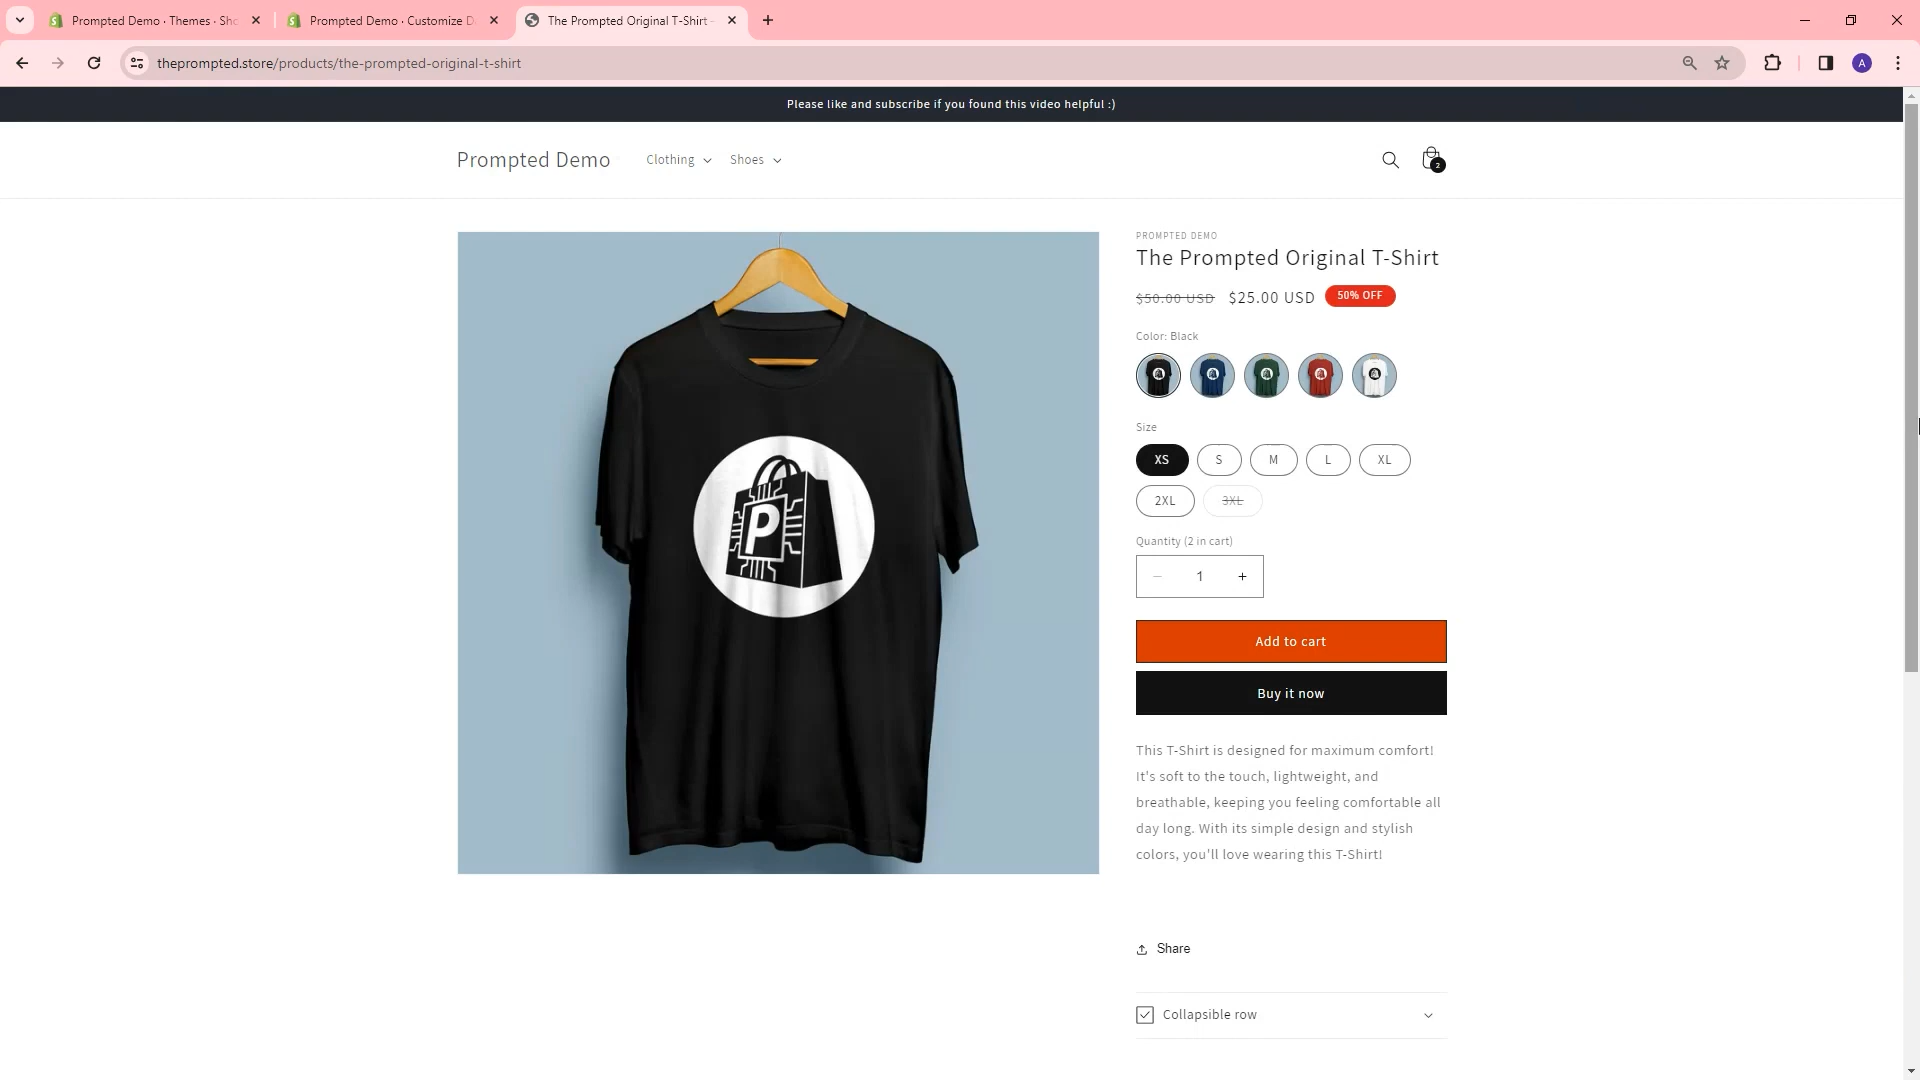 Prompted Demo · Themes · Sho
Prompted Demo · Customize D
The Prompted Original T-Shirt –
theprompted.store/products/the-prompted-original-t-shirt
A
Please like and subscribe if you found this video helpful :)
Prompted Demo
Clothing
Shoes
2
PROMPTED DEMO
The Prompted Original T-Shirt
$50.00 USD $25.00 USD 50% OFF
Color: Black
Size
XS S M L XL
2XL 3XL
Quantity (2 in cart)
− 1 +
Add to cart
Buy it now
This T-Shirt is designed for maximum comfort!
It's soft to the touch, lightweight, and
breathable, keeping you feeling comfortable all
day long. With its simple design and stylish
colors, you'll love wearing this T-Shirt!
Share
Collapsible row
P